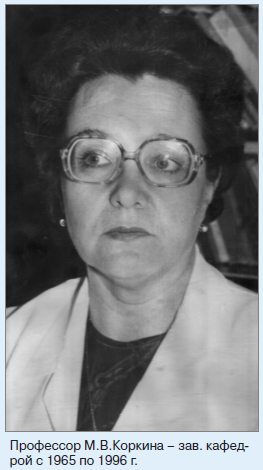 Профессор М.В.Коркина – зав. кафед-
рой с 1965 по 1996 г.